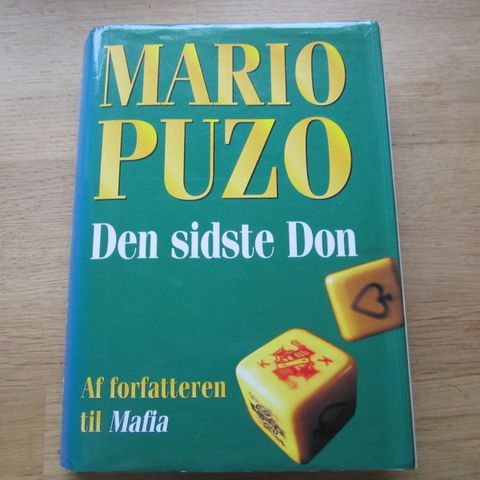 MARIO
PUZO
Den sidste Don
Af forfatteren
til Mafia
K
K